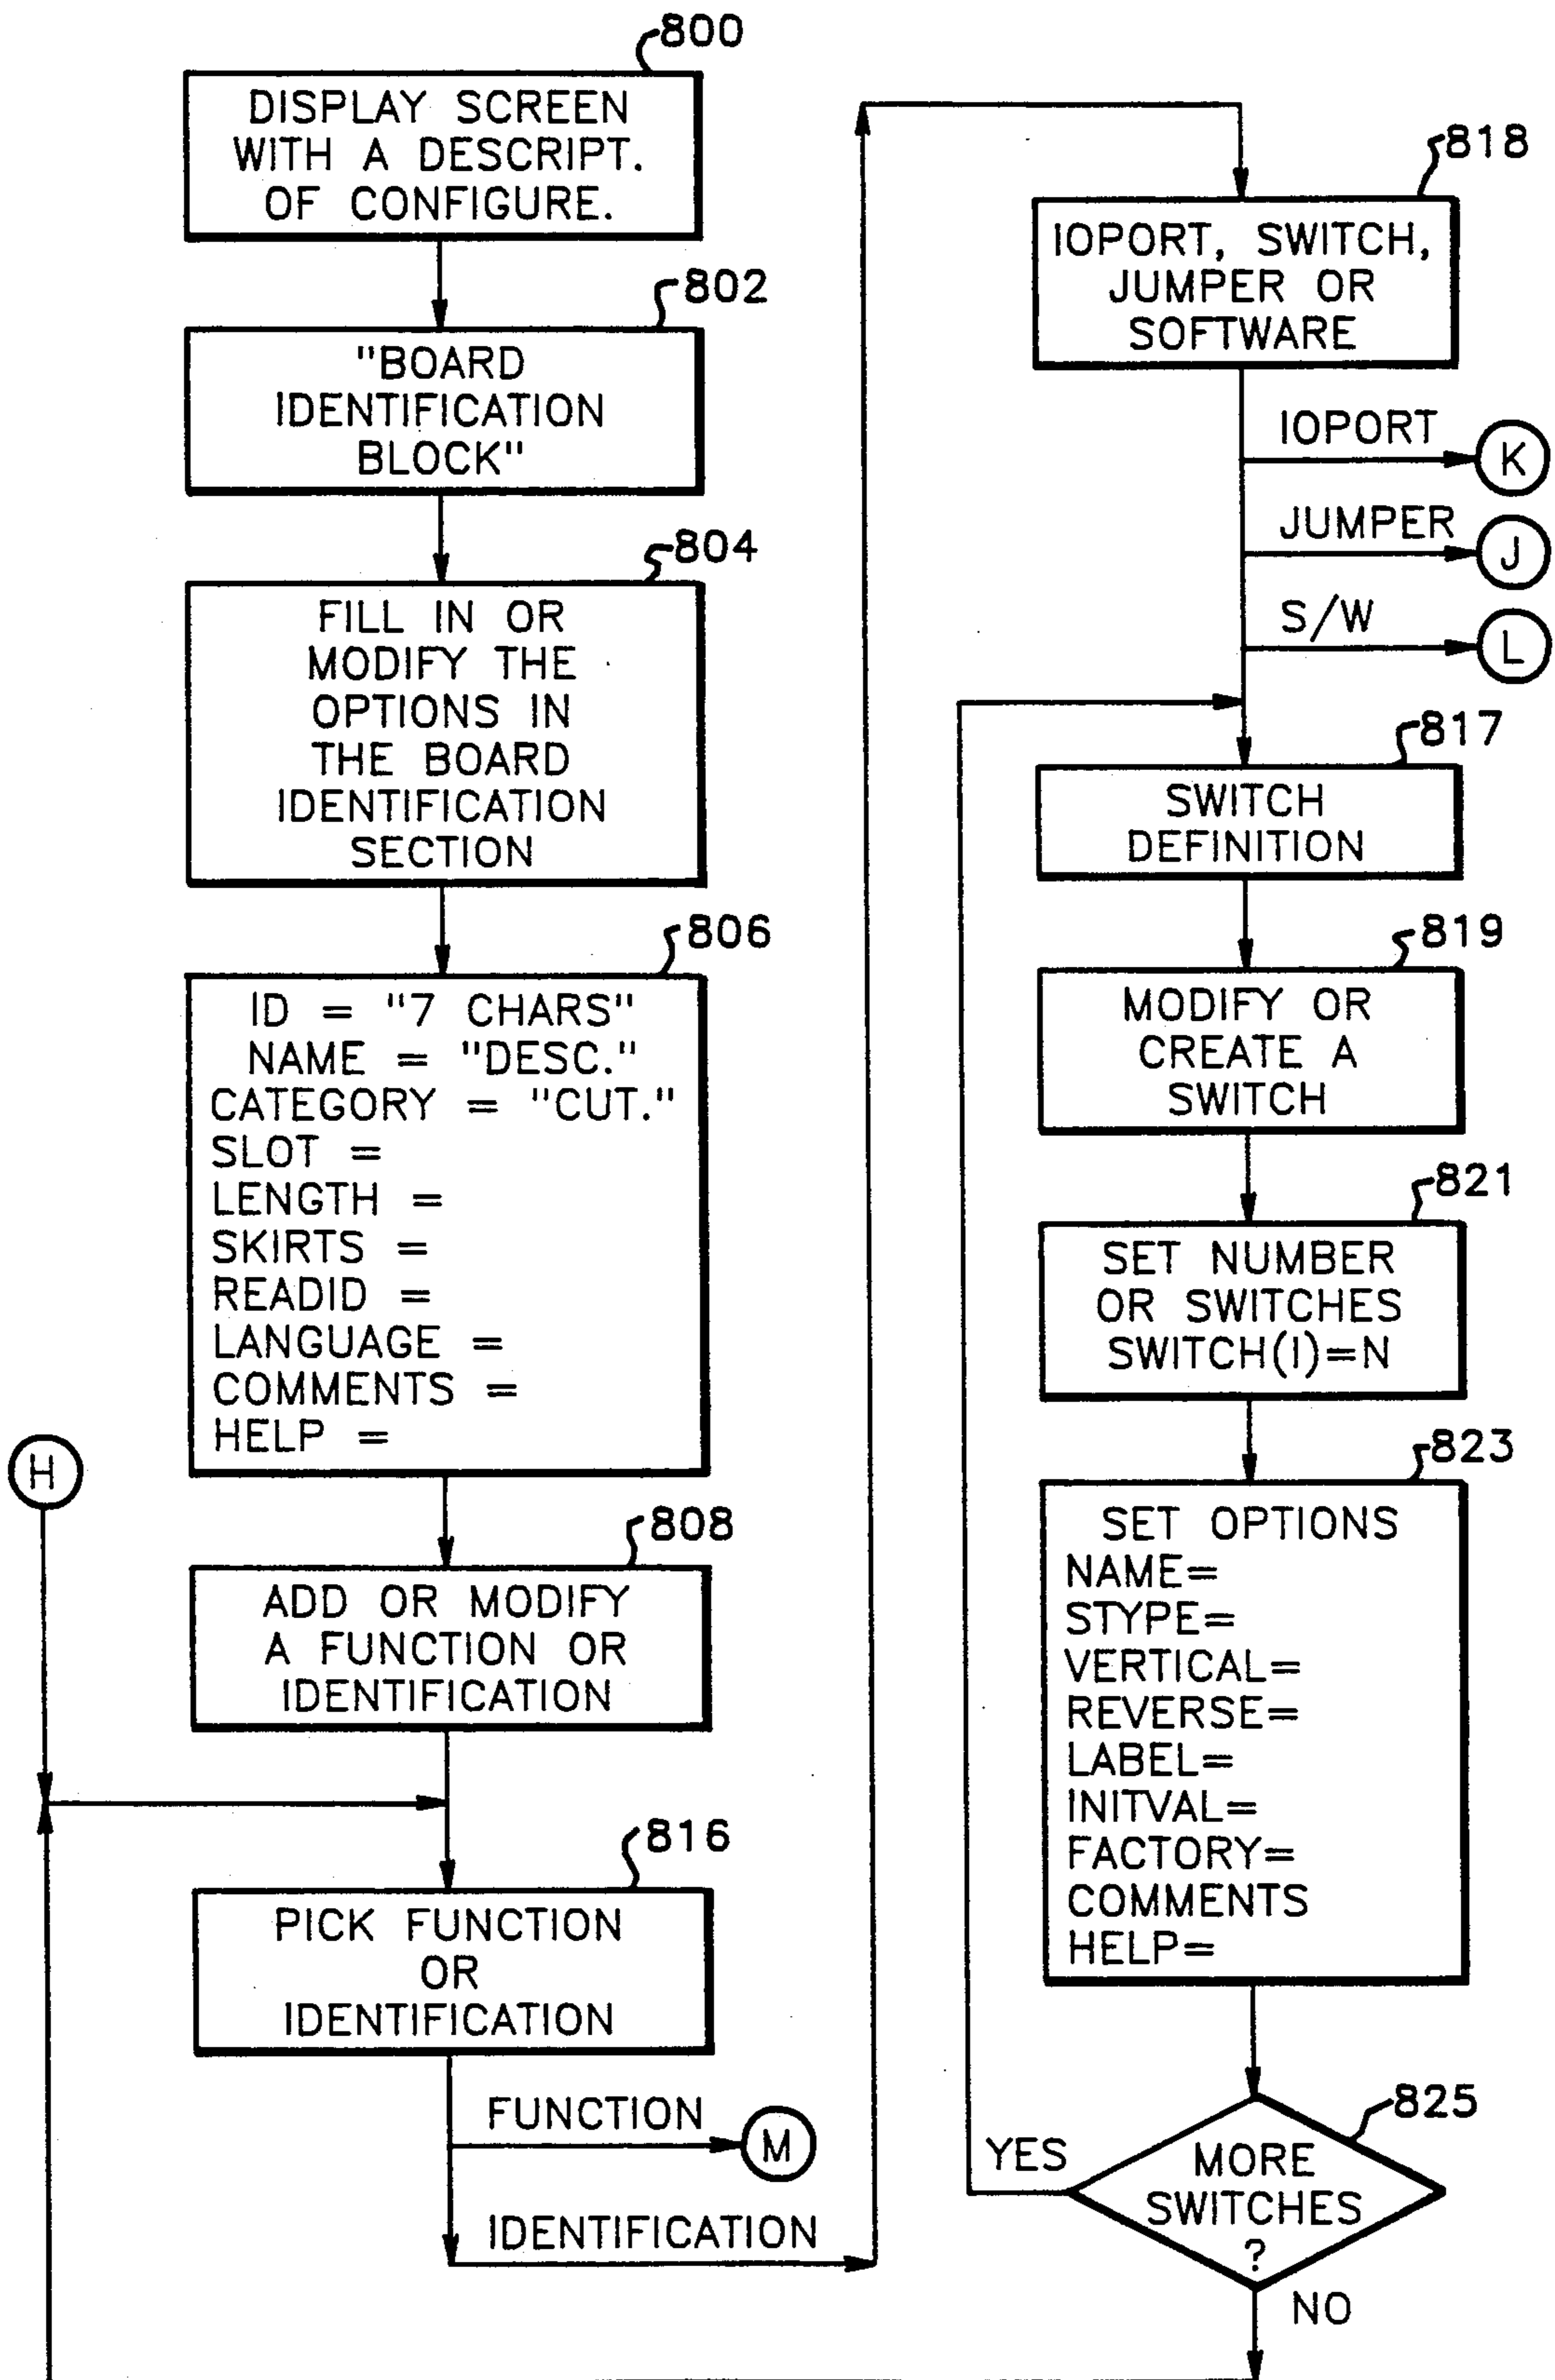 800
DISPLAY SCREEN
WITH A DESCRIPT.
OF CONFIGURE.
802
"BOARD
IDENTIFICATION
BLOCK"
804
FILL IN OR
MODIFY THE
OPTIONS IN
THE BOARD
IDENTIFICATION
SECTION
806
ID = "7 CHARS"
NAME = "DESC."
CATEGORY = "CUT."
SLOT =
LENGTH =
SKIRTS =
READID =
LANGUAGE =
COMMENTS =
HELP =
H
808
ADD OR MODIFY
A FUNCTION OR
IDENTIFICATION
816
PICK FUNCTION
OR
IDENTIFICATION
FUNCTION
M
IDENTIFICATION
818
IOPORT, SWITCH,
JUMPER OR
SOFTWARE
IOPORT
K
JUMPER
J
S/W
L
817
SWITCH
DEFINITION
819
MODIFY OR
CREATE A
SWITCH
821
SET NUMBER
OR SWITCHES
SWITCH(I)=N
823
SET OPTIONS
NAME=
STYPE=
VERTICAL=
REVERSE=
LABEL=
INITVAL=
FACTORY=
COMMENTS
HELP=
825
YES
MORE
SWITCHES
?
NO